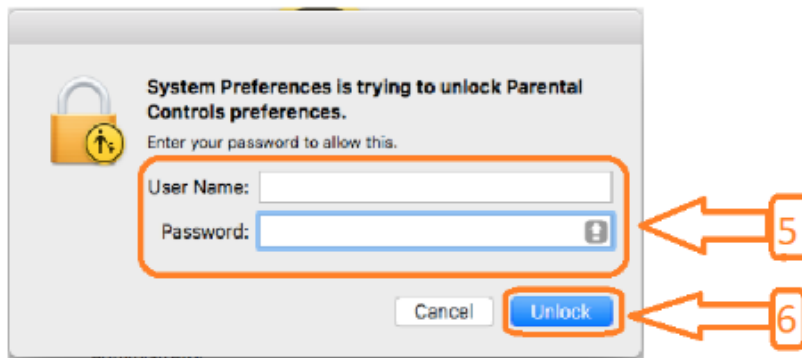 System Preferences is trying to unlock Parental
Controls preferences.
Enter your password to allow this.
User Name:
Password:
5
Cancel
Unlock
6